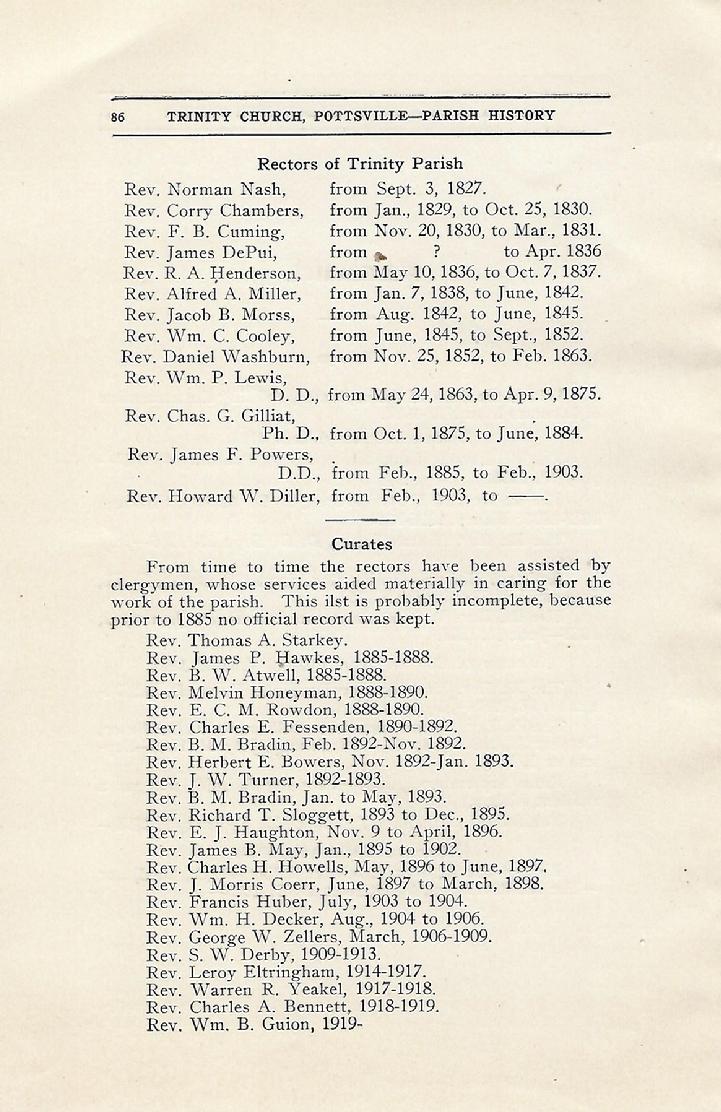 86 TRINITY CHURCH, POTTSVILLE—PARISH HISTORY
Rectors of Trinity Parish
Rev. Norman Nash, from Sept. 3, 1827.
Rev. Corry Chambers, from Jan., 1829, to Oct. 25, 1830.
Rev. F. B. Cuming, from Nov. 20, 1830, to Mar., 1831.
Rev. James DePui, from ? to Apr. 1836
Rev. R. A. Henderson, from May 10, 1836, to Oct. 7, 1837.
Rev. Alfred A. Miller, from Jan. 7, 1838, to June, 1842.
Rev. Jacob B. Morss, from Aug. 1842, to June, 1845.
Rev. Wm. C. Cooley, from June, 1845, to Sept., 1852.
Rev. Daniel Washburn, from Nov. 25, 1852, to Feb. 1863.
Rev. Wm. P. Lewis,
D. D., from May 24, 1863, to Apr. 9, 1875.
Rev. Chas. G. Gilliat,
Ph. D., from Oct. 1, 1875, to June, 1884.
Rev. James F. Powers,
D.D., from Feb., 1885, to Feb., 1903.
Rev. Howard W. Diller, from Feb., 1903, to ——.
Curates
From time to time the rectors have been assisted by
clergymen, whose services aided materially in caring for the
work of the parish. This ilst is probably incomplete, because
prior to 1885 no official record was kept.
Rev. Thomas A. Starkey.
Rev. James P. Hawkes, 1885-1888.
Rev. B. W. Atwell, 1885-1888.
Rev. Melvin Honeyman, 1888-1890.
Rev. E. C. M. Rowdon, 1888-1890.
Rev. Charles E. Fessenden, 1890-1892.
Rev. B. M. Bradin, Feb. 1892-Nov. 1892.
Rev. Herbert E. Bowers, Nov. 1892-Jan. 1893.
Rev. J. W. Turner, 1892-1893.
Rev. B. M. Bradin, Jan. to May, 1893.
Rev. Richard T. Sloggett, 1893 to Dec., 1895.
Rev. E. J. Haughton, Nov. 9 to April, 1896.
Rev. James B. May, Jan., 1895 to 1902.
Rev. Charles H. Howells, May, 1896 to June, 1897.
Rev. J. Morris Coerr, June, 1897 to March, 1898.
Rev. Francis Huber, July, 1903 to 1904.
Rev. Wm. H. Decker, Aug., 1904 to 1906.
Rev. George W. Zellers, March, 1906-1909.
Rev. S. W. Derby, 1909-1913.
Rev. Leroy Eltringham, 1914-1917.
Rev. Warren R. Yeakel, 1917-1918.
Rev. Charles A. Bennett, 1918-1919.
Rev. Wm. B. Guion, 1919-